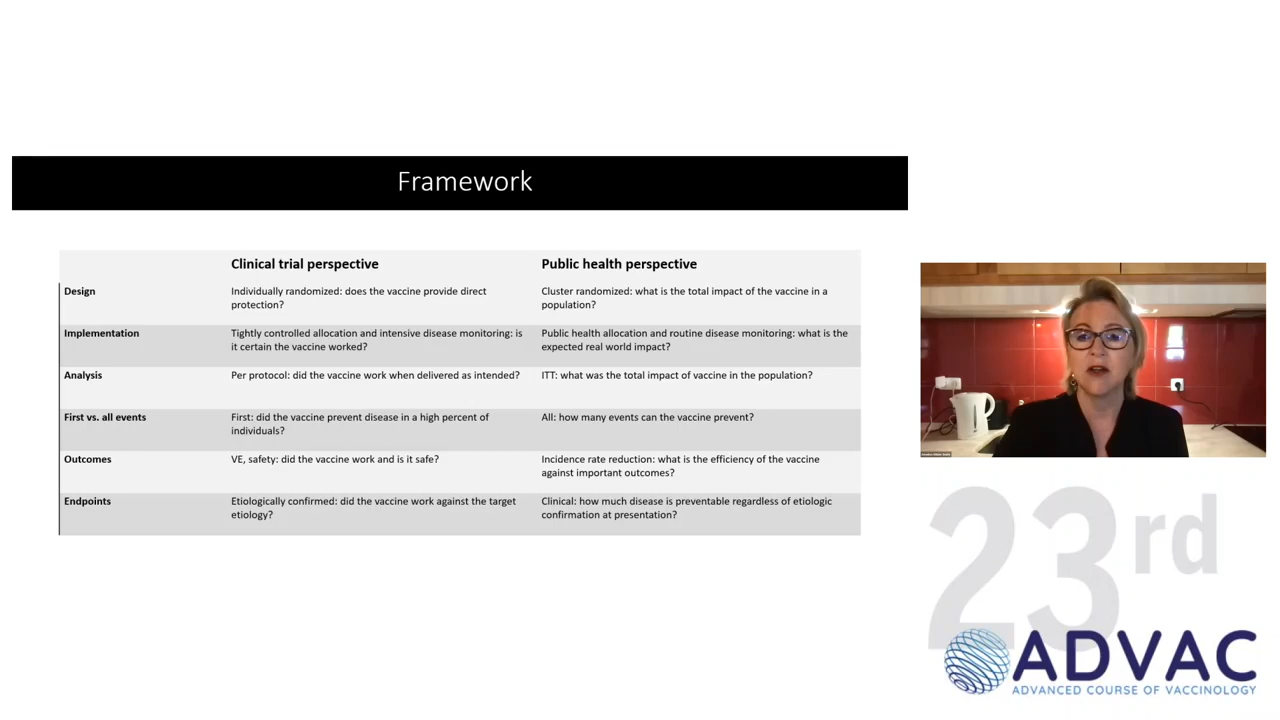 Framework
Clinical trial perspective
Public health perspective
Design
Individually randomized: does the vaccine provide direct
protection?
Cluster randomized: what is the total impact of the vaccine in a
population?
Implementation
Tightly controlled allocation and intensive disease monitoring: is
it certain the vaccine worked?
Public health allocation and routine disease monitoring: what is the
expected real world impact?
Analysis
Per protocol: did the vaccine work when delivered as intended?
ITT: what was the total impact of vaccine in the population?
First vs. all events
First: did the vaccine prevent disease in a high percent of
individuals?
All: how many events can the vaccine prevent?
Outcomes
VE, safety: did the vaccine work and is it safe?
Incidence rate reduction: what is the efficiency of the vaccine
against important outcomes?
Endpoints
Etiologically confirmed: did the vaccine work against the target
etiology?
Clinical: how much disease is preventable regardless of etiologic
confirmation at presentation?
23rd
ADVAC
ADVANCED COURSE OF VACCINOLOGY